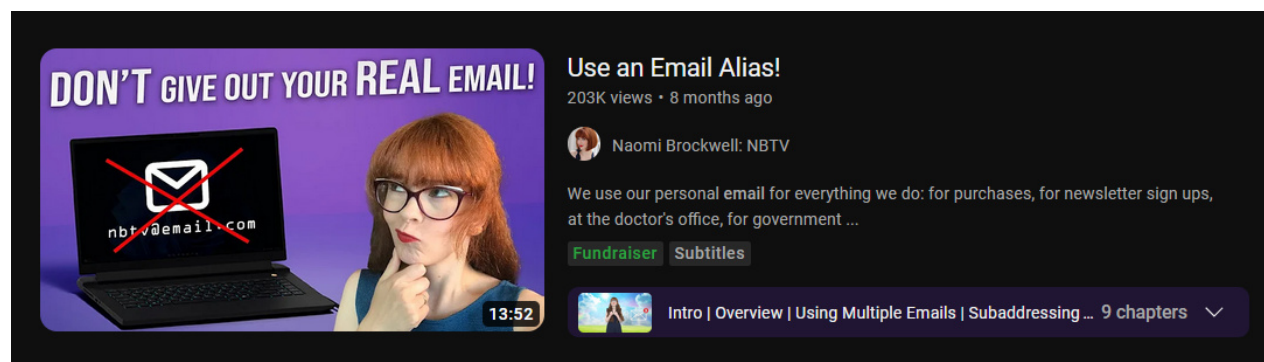 DON'T GIVE OUT YOUR REAL EMAIL!
nbtv@email.com
13:52
Use an Email Alias!
203K views • 8 months ago
Naomi Brockwell: NBTV
We use our personal email for everything we do: for purchases, for newsletter sign ups,
at the doctor's office, for government ...
Fundraiser Subtitles
Intro | Overview | Using Multiple Emails | Subaddressing ... 9 chapters